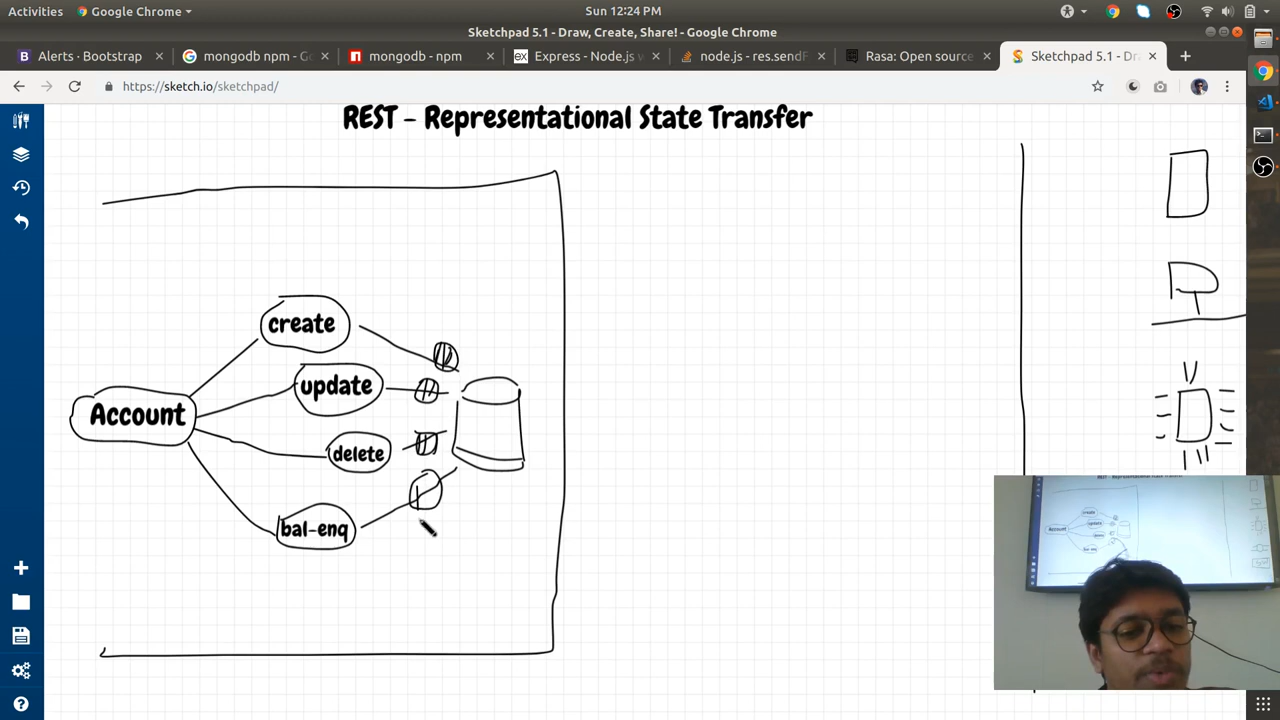 Activities
Google Chrome
Sun 12:24 PM
Sketchpad 5.1 - Draw, Create, Share! - Google Chrome
Alerts · Bootstrap
mongodb npm - Go
mongodb - npm
Express - Node.js w
node.js - res.sendF
Rasa: Open source
Sketchpad 5.1 - Dra
https://sketch.io/sketchpad/
REST - Representational State Transfer
create
update
Account
delete
bal-enq